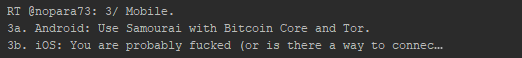 RT @nopara73: 3/ Mobile.
3a. Android: Use Samourai with Bitcoin Core and Tor.
3b. iOS: You are probably fucked (or is there a way to connec…